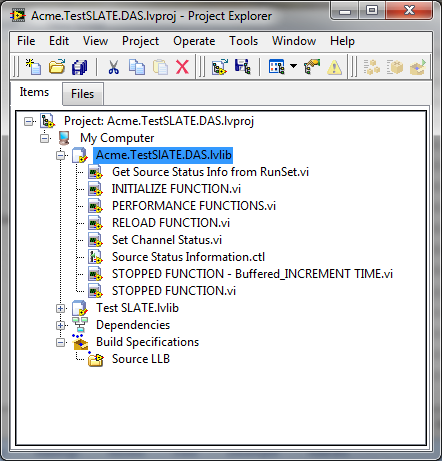 Acme.TestSLATE.DAS.lvproj - Project Explorer
File Edit View Project Operate Tools Window Help
Items Files
Project: Acme.TestSLATE.DAS.lvproj
My Computer
Acme.TestSlATE.DAS.lvlib
Get Source Status Info from RunSet.vi
INITIALIZE FUNCTION.vi
PERFORMANCE FUNCTIONS.vi
RELOAD FUNCTION.vi
Set Channel Status.vi
Source Status Information.ctl
STOPPED FUNCTION - Buffered_INCREMENT TIME.vi
STOPPED FUNCTION.vi
Test SLATE.lvlib
Dependencies
Build Specifications
Source LLB